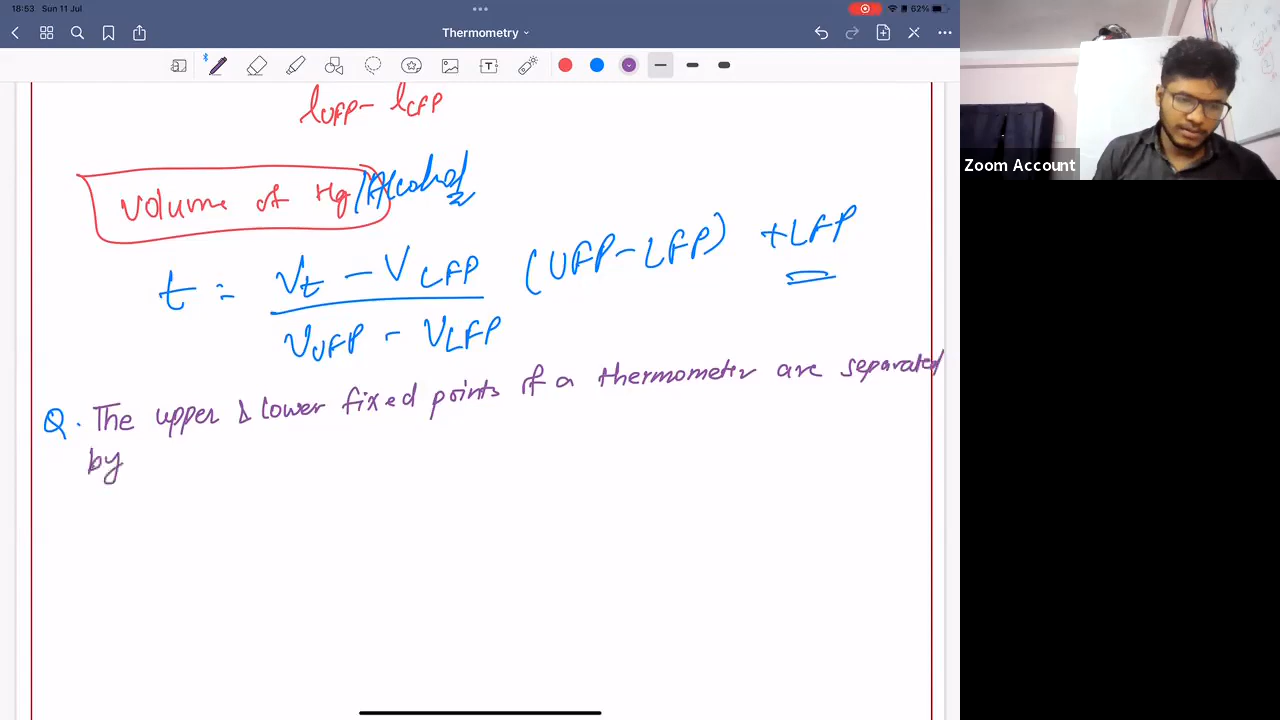 18:53 Sun 11 Jul
62%
Thermometry
lUFP - lLFP
Volume of Hg/Alcohol
t = Vt - VLFP (UFP - LFP) + LFP
VUFP - VLFP
Q. The upper & lower fixed points of a thermometer are separated
by
Zoom Account